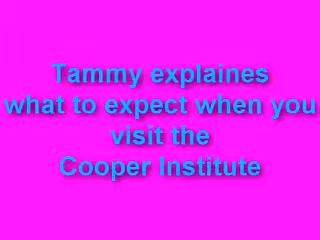 Tammy explaines
what to expect when you
visit the
Cooper Institute